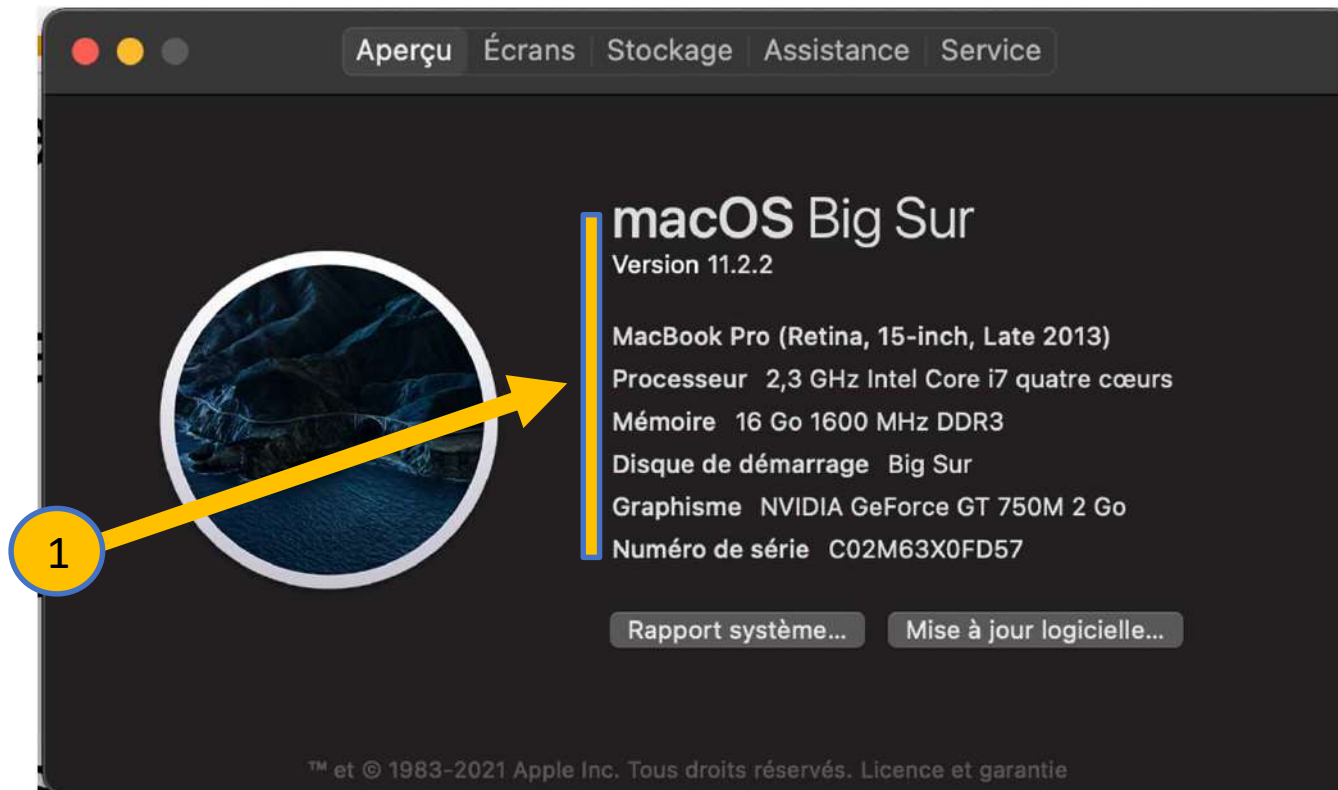 Aperçu Écrans Stockage Assistance Service
macOS Big Sur
Version 11.2.2
MacBook Pro (Retina, 15-inch, Late 2013)
Processeur 2,3 GHz Intel Core i7 quatre cœurs
Mémoire 16 Go 1600 MHz DDR3
Disque de démarrage Big Sur
Graphisme NVIDIA GeForce GT 750M 2 Go
Numéro de série C02M63X0FD57
1
Rapport système... Mise à jour logicielle...
™ et © 1983-2021 Apple Inc. Tous droits réservés. Licence et garantie